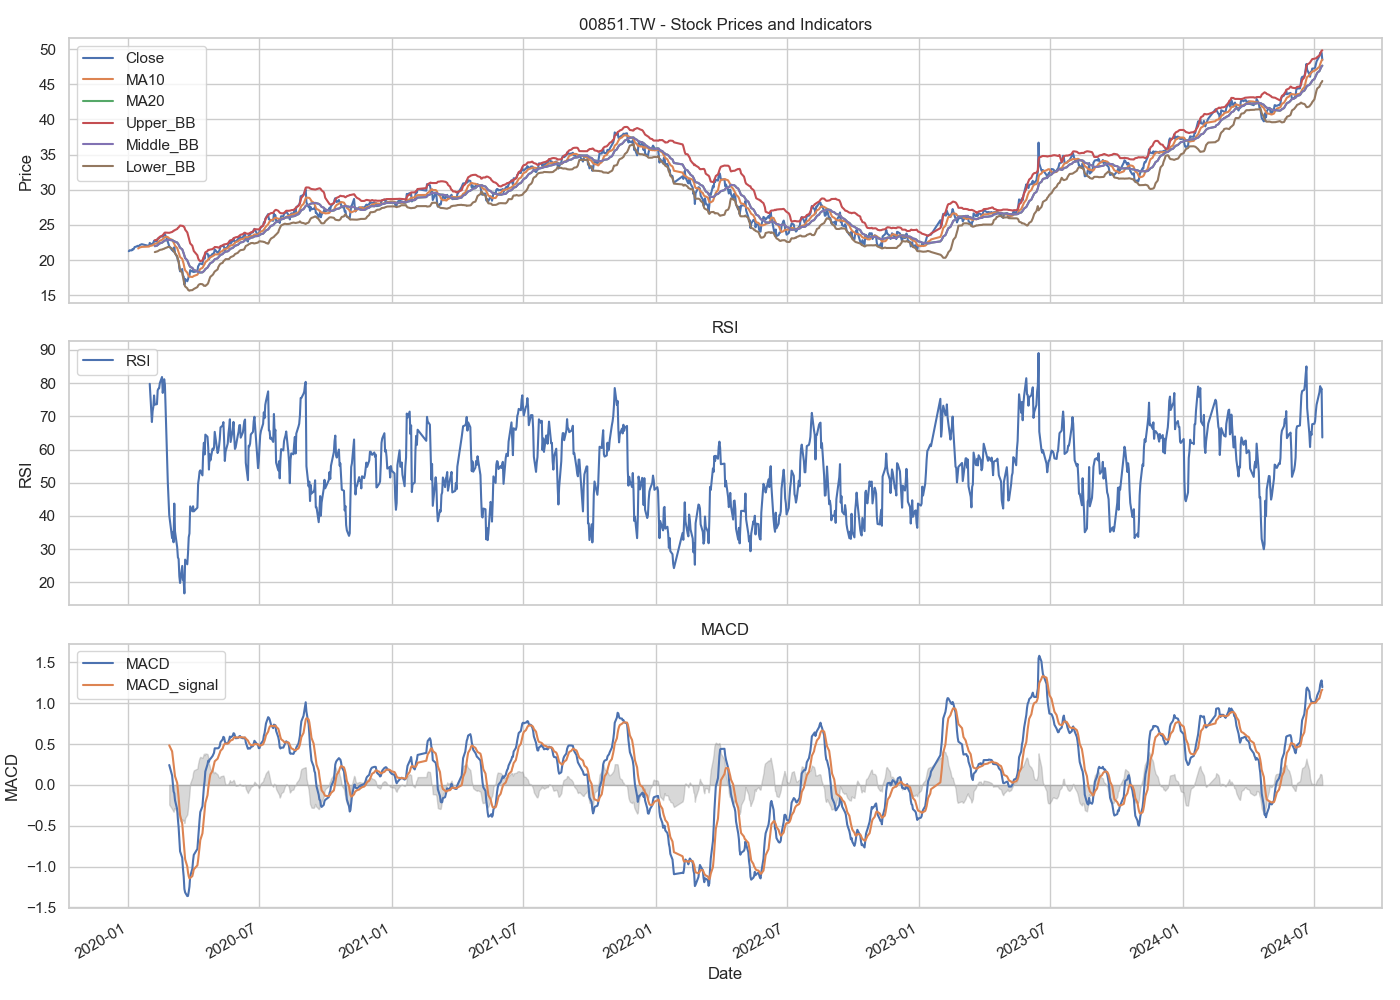 00851.TW - Stock Prices and Indicators
Close
MA10
MA20
Upper_BB
Middle_BB
Lower_BB
Price
50
45
40
35
30
25
20
15
RSI
RSI
RSI
90
80
70
60
50
40
30
20
MACD
MACD
MACD_signal
MACD
1.5
1.0
0.5
0.0
−0.5
−1.0
−1.5
2020-01
2020-07
2021-01
2021-07
2022-01
2022-07
2023-01
2023-07
2024-01
2024-07
Date